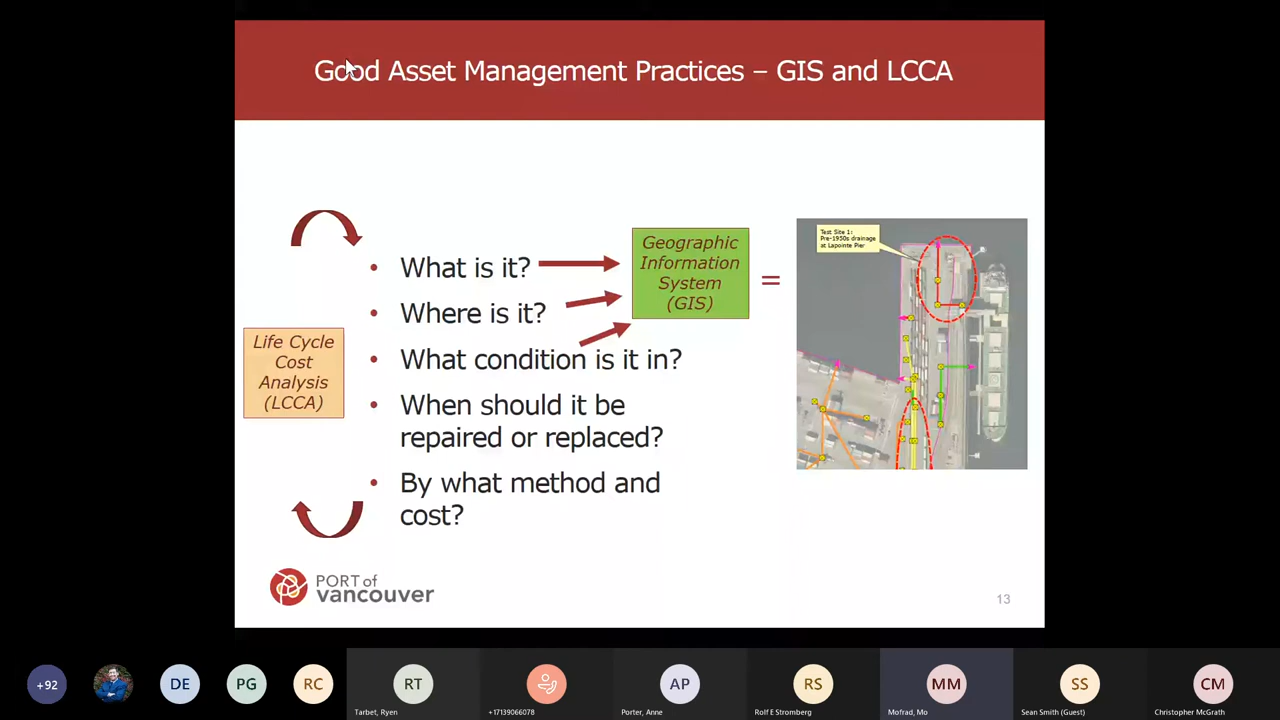 Good Asset Management Practices – GIS and LCCA
Life Cycle
Cost
Analysis
(LCCA)
• What is it?
• Where is it?
• What condition is it in?
• When should it be
repaired or replaced?
• By what method and
cost?
Geographic
Information
System
(GIS)
=
Test Site 1:
Pre-1950s drainage
at Lapointe Pier
PORT of
vancouver
13
+92
DE
PG
RC
RT
Tarbet, Ryen
+17139066078
AP
Porter, Anne
RS
Rolf E Stromberg
MM
Mofrad, Mo
SS
Sean Smith (Guest)
CM
Christopher McGrath